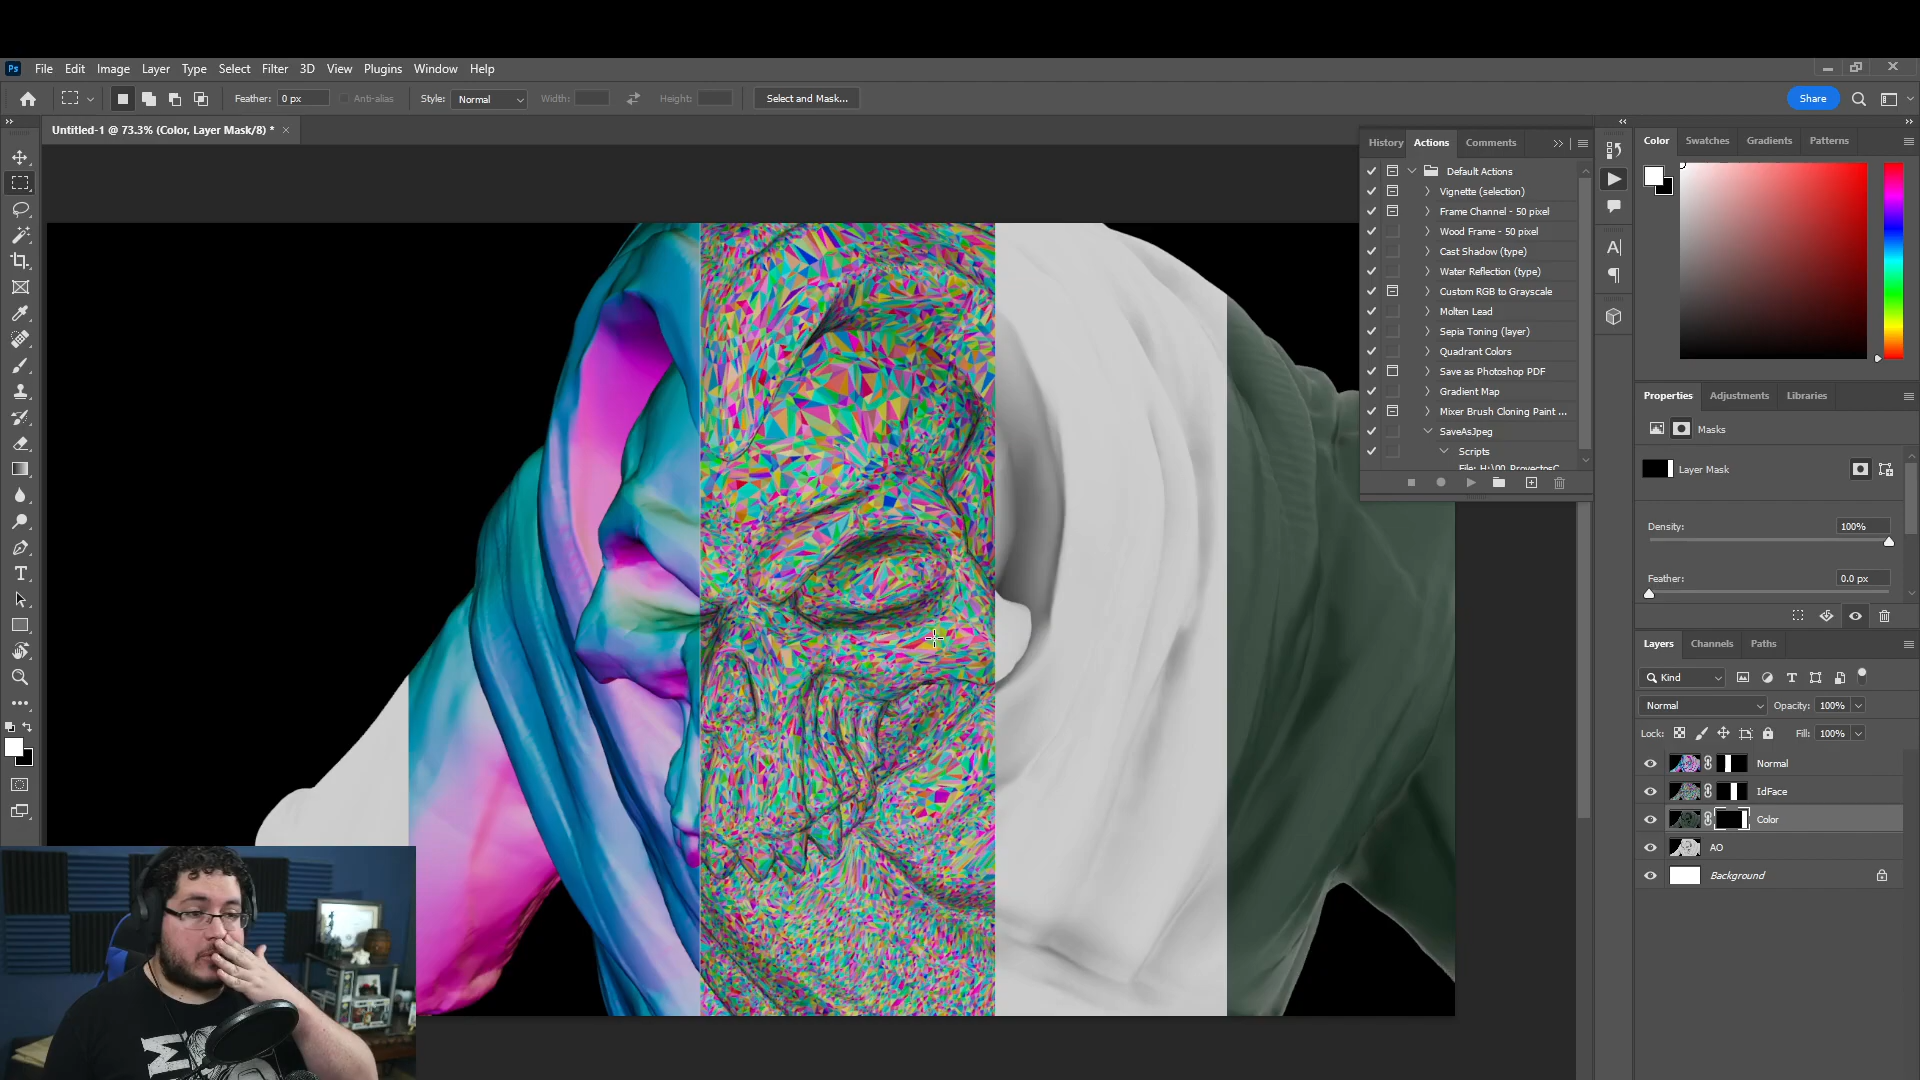 Ps File Edit Image Layer Type Select Filter 3D View Plugins Window Help
Feather: 0 px Anti-alias Style: Normal Width: Height: Select and Mask... Share
Untitled-1 @ 73.3% (Color, Layer Mask/8) *
History Actions Comments
Default Actions
Vignette (selection)
Frame Channel - 50 pixel
Wood Frame - 50 pixel
Cast Shadow (type)
Water Reflection (type)
Custom RGB to Grayscale
Molten Lead
Sepia Toning (layer)
Quadrant Colors
Save as Photoshop PDF
Gradient Map
Mixer Brush Cloning Paint ...
SaveAsJpeg
Scripts
File: H:\00_ProyectosC
Color Swatches Gradients Patterns
Properties Adjustments Libraries
Masks
Layer Mask
Density: 100%
Feather: 0.0 px
Layers Channels Paths
Kind
Normal Opacity: 100%
Lock: Fill: 100%
Normal
IdFace
Color
AO
Background